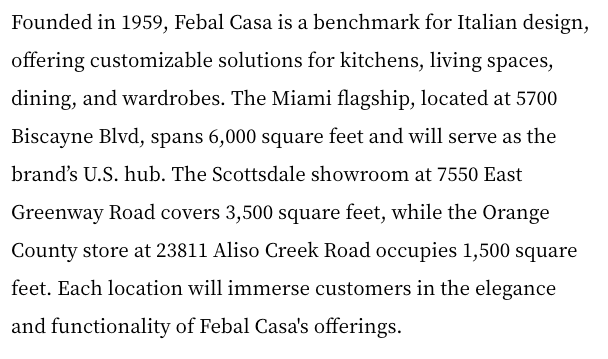 Founded in 1959, Febal Casa is a benchmark for Italian design,
offering customizable solutions for kitchens, living spaces,
dining, and wardrobes. The Miami flagship, located at 5700
Biscayne Blvd, spans 6,000 square feet and will serve as the
brand’s U.S. hub. The Scottsdale showroom at 7550 East
Greenway Road covers 3,500 square feet, while the Orange
County store at 23811 Aliso Creek Road occupies 1,500 square
feet. Each location will immerse customers in the elegance
and functionality of Febal Casa's offerings.